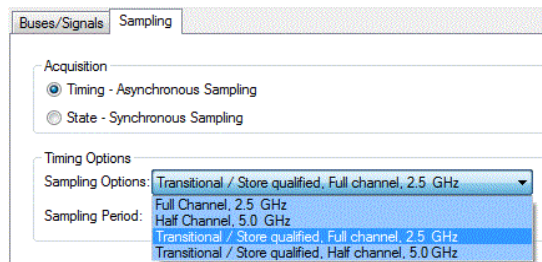 Buses/Signals Sampling
Acquisition
Timing - Asynchronous Sampling
State - Synchronous Sampling
Timing Options
Sampling Options: Transitional / Store qualified, Full channel, 2.5 GHz
Full Channel, 2.5 GHz
Sampling Period: Half Channel, 5.0 GHz
Transitional / Store qualified, Full channel, 2.5 GHz
Transitional / Store qualified, Half channel, 5.0 GHz